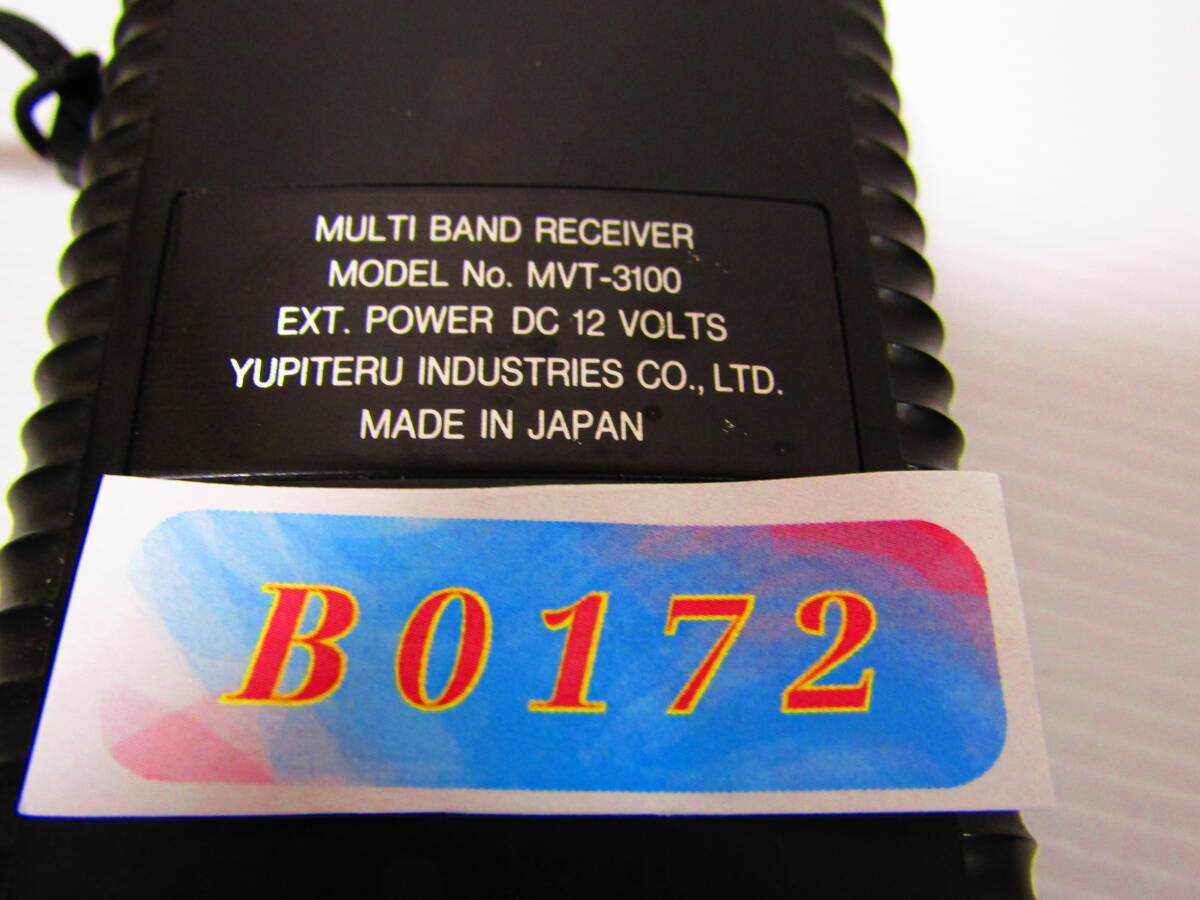 MULTI BAND RECEIVER
MODEL No. MVT-3100
EXT. POWER DC 12 VOLTS
YUPITERU INDUSTRIES CO., LTD.
MADE IN JAPAN
B0172